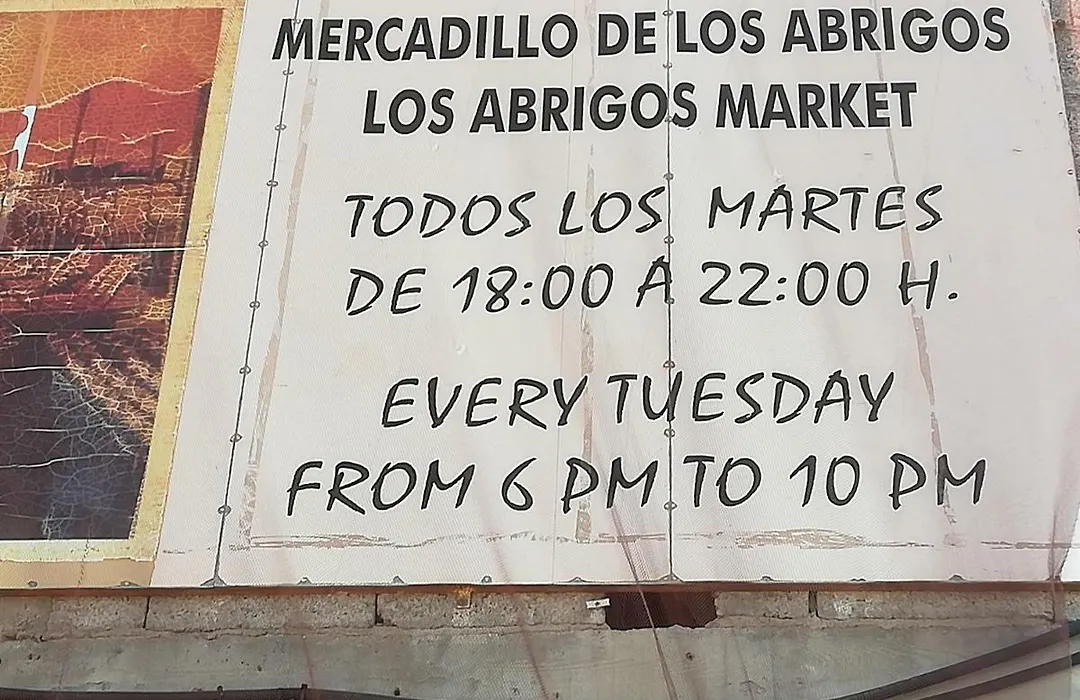 MERCADILLO DE LOS ABRIGOS
LOS ABRIGOS MARKET
TODOS LOS MARTES
DE 18:00 A 22:00 H.
EVERY TUESDAY
FROM 6 PM TO 10 PM